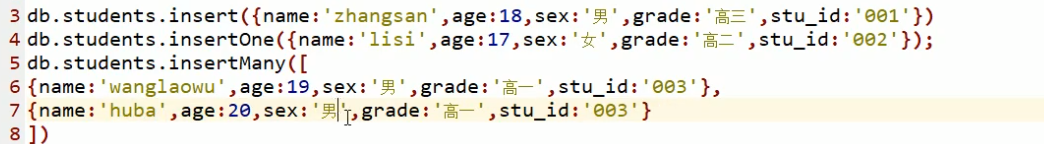 3 db.students.insert({name:'zhangsan',age:18,sex:'男',grade:'高三',stu_id:'001'})
4 db.students.insertOne({name:'lisi',age:17,sex:'女',grade:'高二',stu_id:'002'});
5 db.students.insertMany([
6 {name:'wanglaowu',age:19,sex:'男',grade:'高一',stu_id:'003'},
7 {name:'huba',age:20,sex:'男',grade:'高一',stu_id:'003'}
8 ])